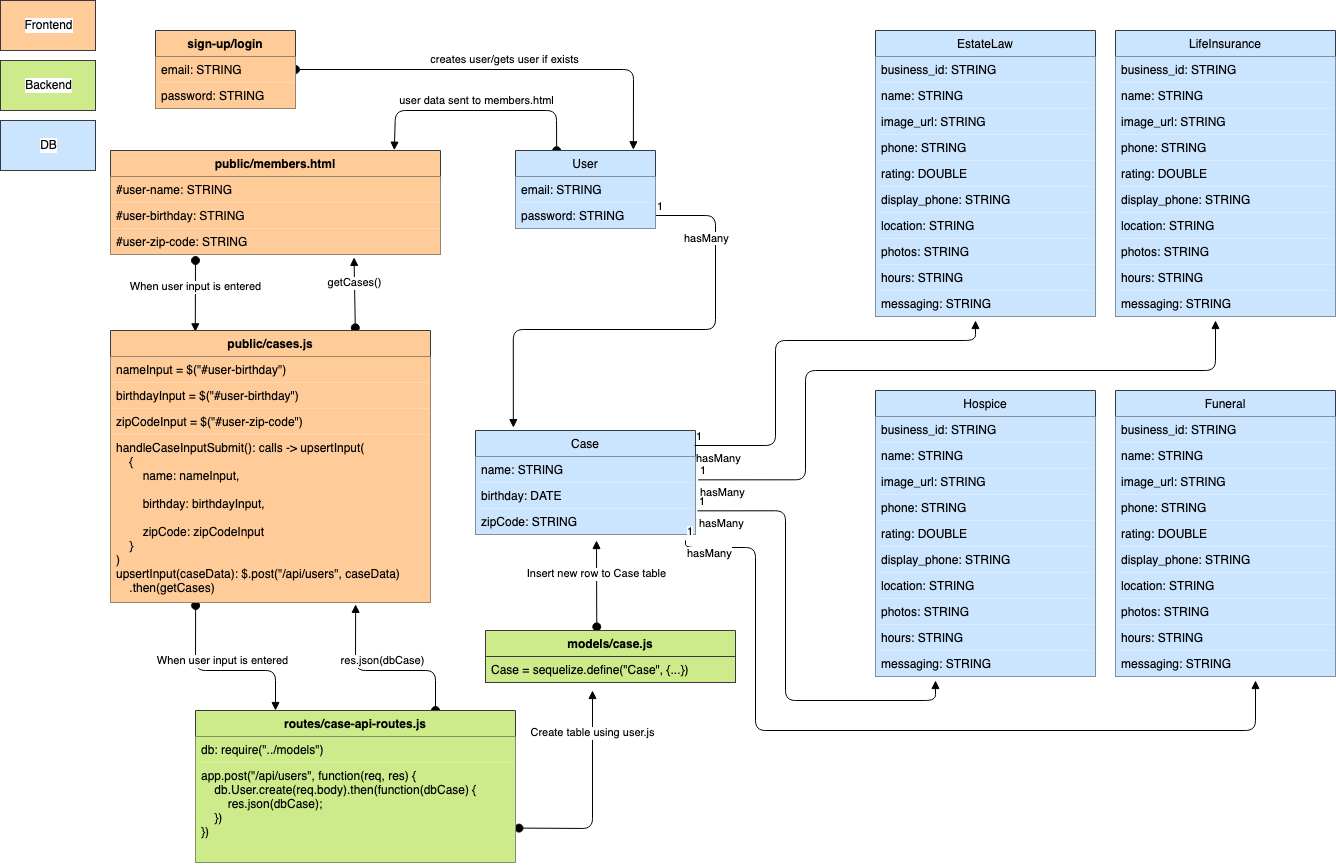 Frontend
Backend
DB
sign-up/login
email: STRING
password: STRING
creates user/gets user if exists
user data sent to members.html
public/members.html
#user-name: STRING
#user-birthday: STRING
#user-zip-code: STRING
User
email: STRING
password: STRING
1
hasMany
When user input is entered
getCases()
public/cases.js
nameInput = $("#user-birthday")
birthdayInput = $("#user-birthday")
zipCodeInput = $("#user-zip-code")
handleCaseInputSubmit(): calls -> upsertInput(
{
name: nameInput,
birthday: birthdayInput,
zipCode: zipCodeInput
}
)
upsertInput(caseData): $.post("/api/users", caseData)
.then(getCases)
When user input is entered
res.json(dbCase)
routes/case-api-routes.js
db: require("../models")
app.post("/api/users", function(req, res) {
db.User.create(req.body).then(function(dbCase) {
res.json(dbCase);
})
})
Case
name: STRING
birthday: DATE
zipCode: STRING
1
hasMany
1
hasMany
1
hasMany
1
hasMany
Insert new row to Case table
models/case.js
Case = sequelize.define("Case", {...})
Create table using user.js
EstateLaw
business_id: STRING
name: STRING
image_url: STRING
phone: STRING
rating: DOUBLE
display_phone: STRING
location: STRING
photos: STRING
hours: STRING
messaging: STRING
LifeInsurance
business_id: STRING
name: STRING
image_url: STRING
phone: STRING
rating: DOUBLE
display_phone: STRING
location: STRING
photos: STRING
hours: STRING
messaging: STRING
Hospice
business_id: STRING
name: STRING
image_url: STRING
phone: STRING
rating: DOUBLE
display_phone: STRING
location: STRING
photos: STRING
hours: STRING
messaging: STRING
Funeral
business_id: STRING
name: STRING
image_url: STRING
phone: STRING
rating: DOUBLE
display_phone: STRING
location: STRING
photos: STRING
hours: STRING
messaging: STRING